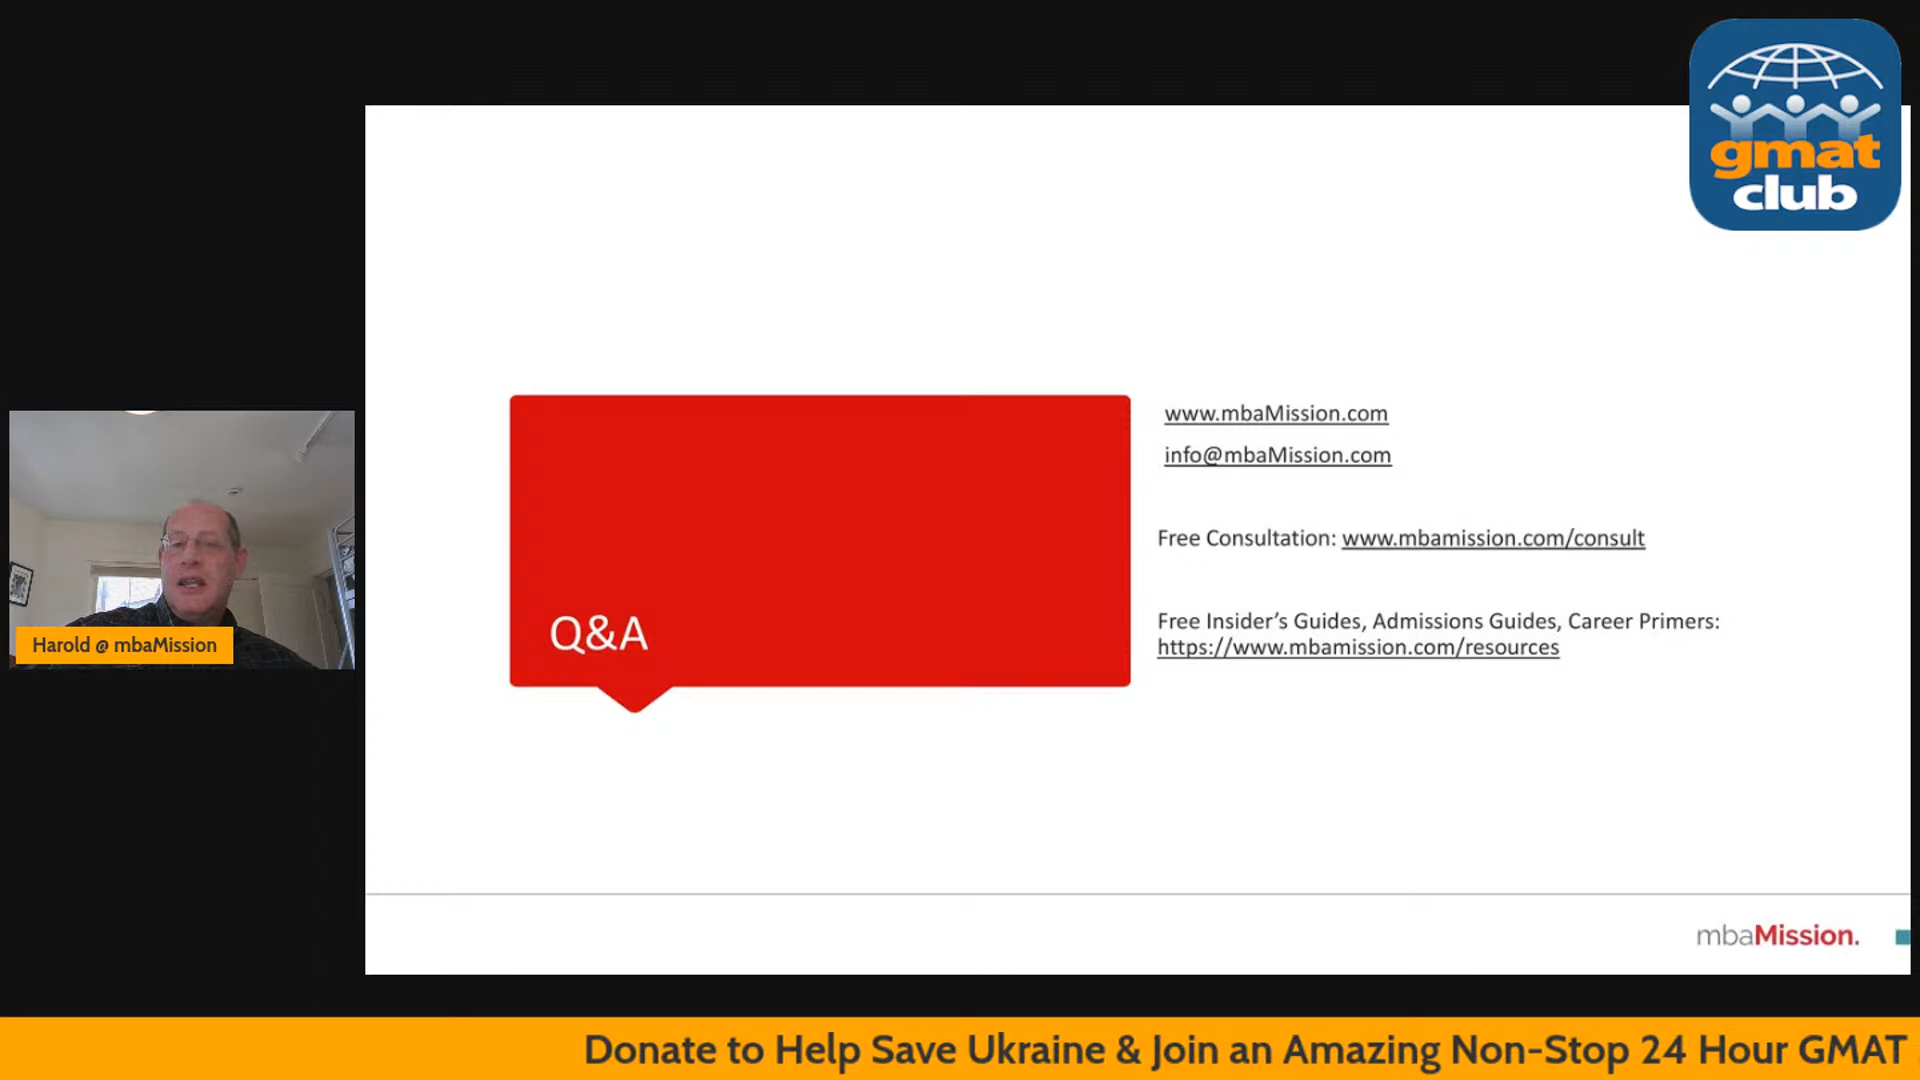 gmat
club
www.mbaMission.com
info@mbaMission.com
Free Consultation: www.mbamission.com/consult
Free Insider's Guides, Admissions Guides, Career Primers:
https://www.mbamission.com/resources
Q&A
Harold @ mbaMission
mbaMission.
Donate to Help Save Ukraine & Join an Amazing Non-Stop 24 Hour GMAT